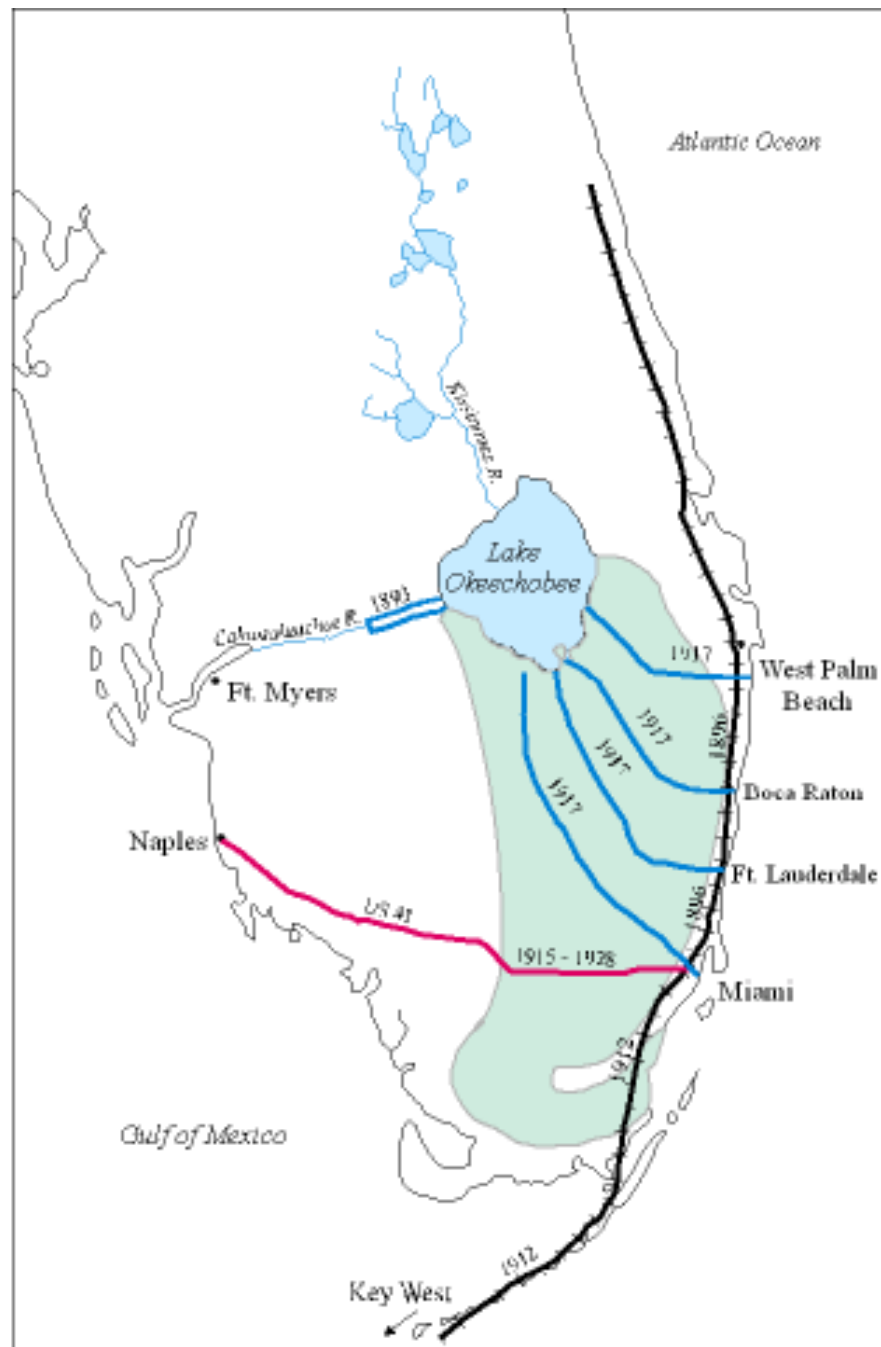 Atlantic Ocean
Kissimmee R.
Lake
Okeechobee
1893
R.
Ft. Myers
1917
West Palm
Beach
1896
1917
1917
1917
Boca Raton
Naples
Ft. Lauderdale
US 41
1896
1915 - 1928
Miami
1912
Gulf of Mexico
1912
Key West